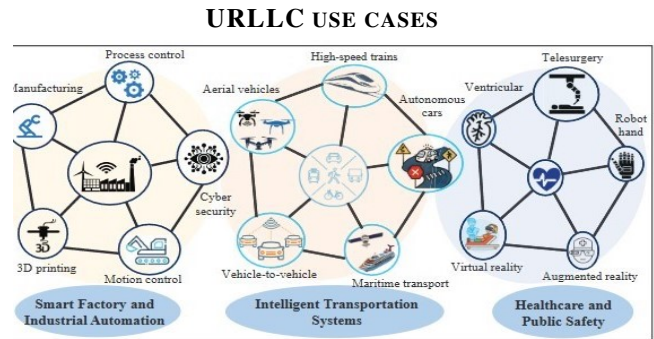 URLLC USE CASES
Process control
Manufacturing
Cyber
security
3D
3D printing
Motion control
Smart Factory and
Industrial Automation
High-speed trains
Aerial vehicles
Autonomous
cars
Vehicle-to-vehicle
Maritime transport
Intelligent Transportation
Systems
Telesurgery
Ventricular
Robot
hand
Virtual reality
Augmented reality
Healthcare and
Public Safety